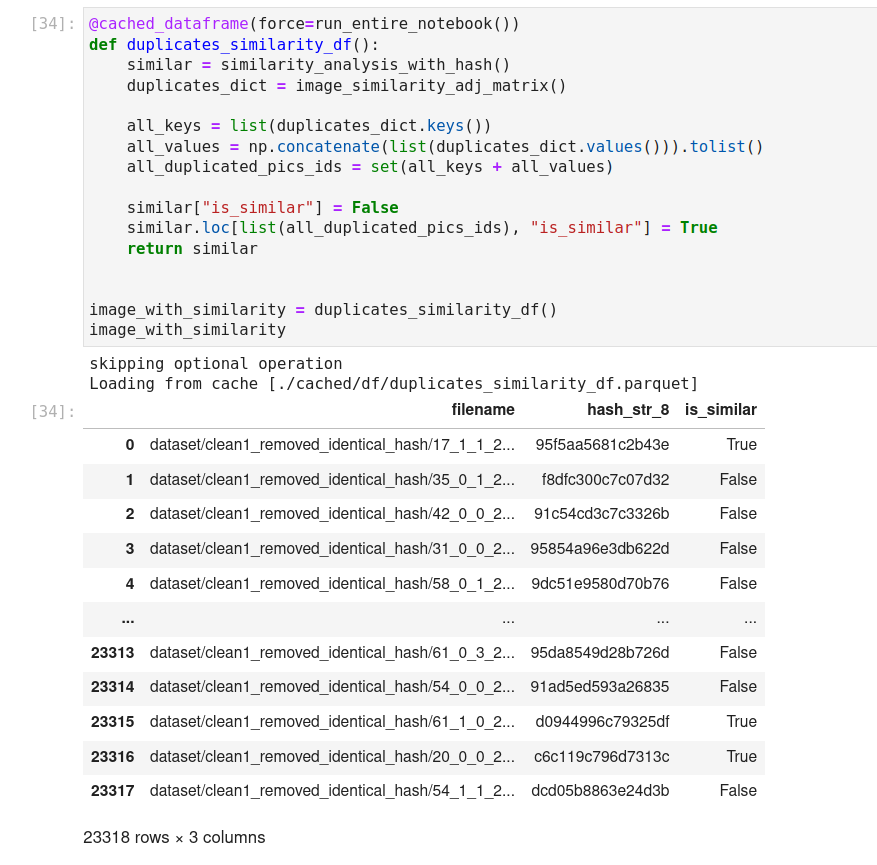 [34]: @cached_dataframe(force=run_entire_notebook())
def duplicates_similarity_df():
    similar = similarity_analysis_with_hash()
    duplicates_dict = image_similarity_adj_matrix()

    all_keys = list(duplicates_dict.keys())
    all_values = np.concatenate(list(duplicates_dict.values())).tolist()
    all_duplicated_pics_ids = set(all_keys + all_values)

    similar["is_similar"] = False
    similar.loc[list(all_duplicated_pics_ids), "is_similar"] = True
    return similar


image_with_similarity = duplicates_similarity_df()
image_with_similarity
skipping optional operation
Loading from cache [./cached/df/duplicates_similarity_df.parquet]
[34]: filename hash_str_8 is_similar
0 dataset/clean1_removed_identical_hash/17_1_1_2... 95f5aa5681c2b43e True
1 dataset/clean1_removed_identical_hash/35_0_1_2... f8dfc300c7c07d32 False
2 dataset/clean1_removed_identical_hash/42_0_0_2... 91c54cd3c7c3326b False
3 dataset/clean1_removed_identical_hash/31_0_0_2... 95854a96e3db622d False
4 dataset/clean1_removed_identical_hash/58_0_1_2... 9dc51e9580d70b76 False
... ... ... ...
23313 dataset/clean1_removed_identical_hash/61_0_3_2... 95da8549d28b726d False
23314 dataset/clean1_removed_identical_hash/54_0_0_2... 91ad5ed593a26835 False
23315 dataset/clean1_removed_identical_hash/61_1_0_2... d0944996c79325df True
23316 dataset/clean1_removed_identical_hash/20_0_0_2... c6c119c796d7313c True
23317 dataset/clean1_removed_identical_hash/54_1_1_2... dcd05b8863e24d3b False
23318 rows × 3 columns